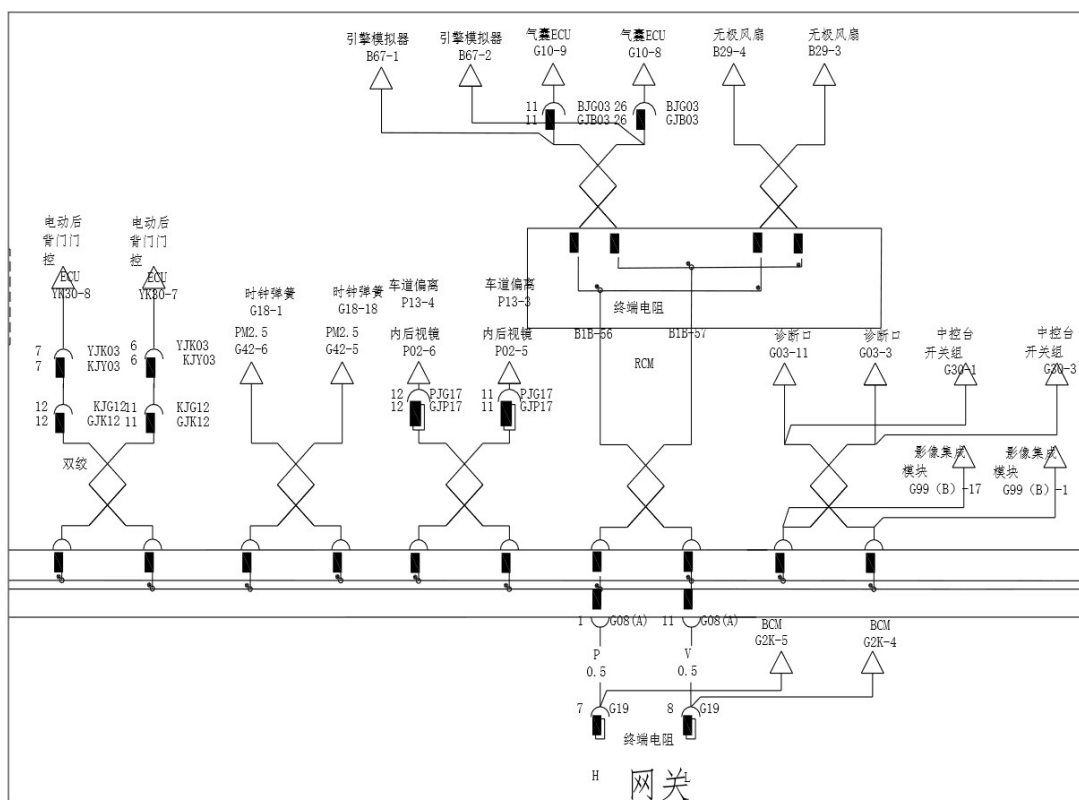 引擎模拟器
B67-1
引擎模拟器
B67-2
气囊ECU
G10-9
气囊ECU
G10-8
无极风扇
B29-4
无极风扇
B29-3
11 BJG03
11 GJB03
26 BJG03
26 GJB03
电动后
背门门
控
ECU
YK30-8
电动后
背门门
控
ECU
YK30-7
时钟弹簧
G18-1
时钟弹簧
G18-18
车道偏离
P13-4
车道偏离
P13-3
终端电阻
B1B-56
B1B-57
RCM
7 YJK03
7 KJY03
6 YJK03
6 KJY03
PM2.5
G42-6
PM2.5
G42-5
内后视镜
P02-6
内后视镜
P02-5
诊断口
G03-11
诊断口
G03-3
中控台
开关组
G30-1
中控台
开关组
G30-3
12 KJG12
12 GJK12
11 KJG12
11 GJK12
12 PJG17
12 GJP17
11 PJG17
11 GJP17
双绞
影像集成
模块
G99（B）-17
影像集成
模块
G99（B）-1
1 G08(A)
11 G08(A)
BCM
G2K-5
BCM
G2K-4
P
0.5
V
0.5
7 G19
8 G19
终端电阻
H
网关
L